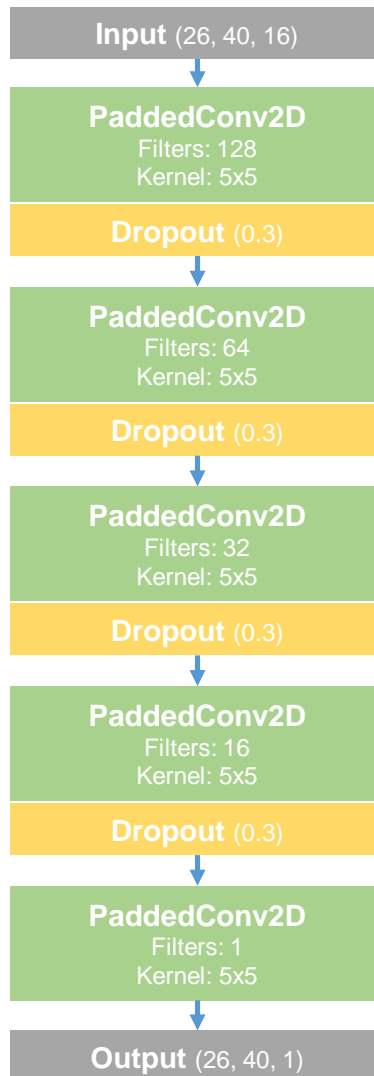 Input (26, 40, 16)
PaddedConv2D
Filters: 128
Kernel: 5x5
Dropout (0.3)
PaddedConv2D
Filters: 64
Kernel: 5x5
Dropout (0.3)
PaddedConv2D
Filters: 32
Kernel: 5x5
Dropout (0.3)
PaddedConv2D
Filters: 16
Kernel: 5x5
Dropout (0.3)
PaddedConv2D
Filters: 1
Kernel: 5x5
Output (26, 40, 1)